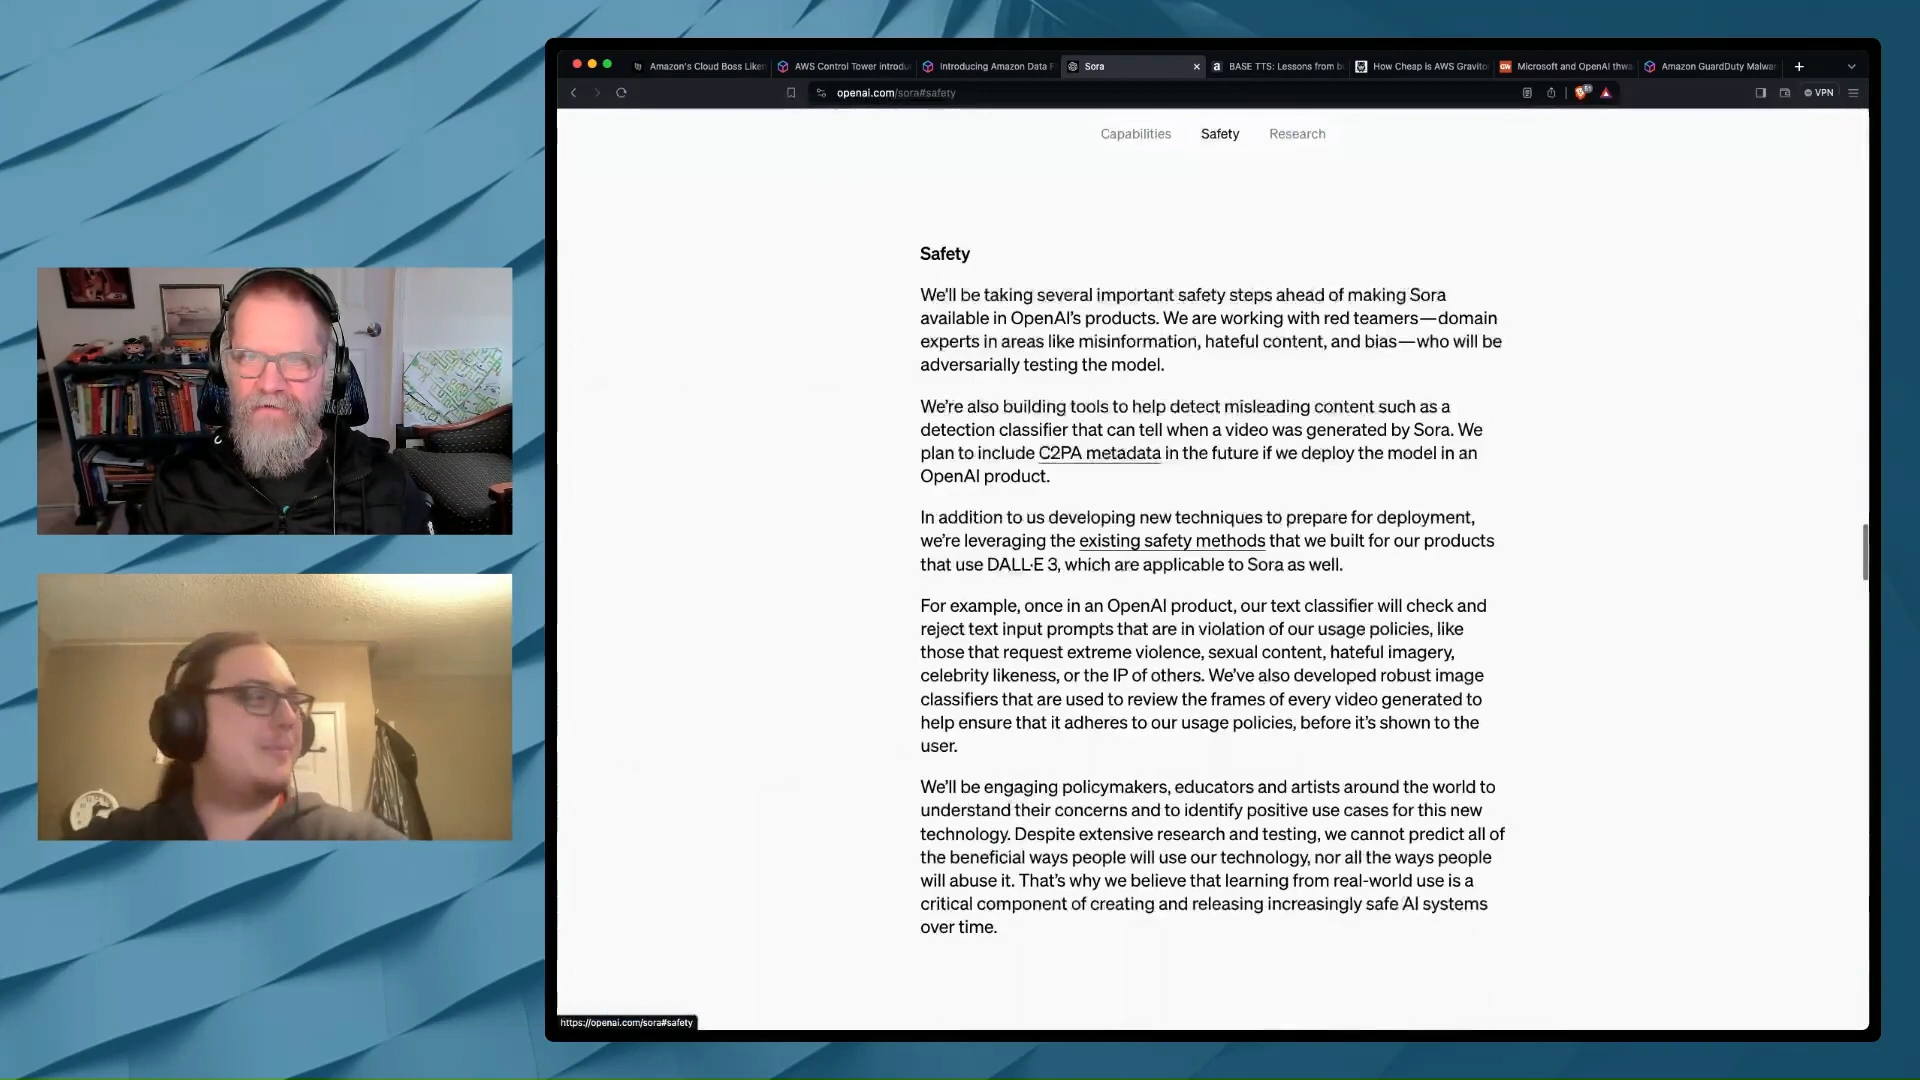 Amazon's Cloud Boss Liken
AWS Control Tower introdu
Introducing Amazon Data F
Sora
BASE TTS: Lessons from b
How Cheap is AWS Gravito
Microsoft and OpenAI thwa
Amazon GuardDuty Malwa
openai.com/sora#safety
VPN
Capabilities
Safety
Research
Safety
We'll be taking several important safety steps ahead of making Sora
available in OpenAI's products. We are working with red teamers—domain
experts in areas like misinformation, hateful content, and bias—who will be
adversarially testing the model.
We're also building tools to help detect misleading content such as a
detection classifier that can tell when a video was generated by Sora. We
plan to include C2PA metadata in the future if we deploy the model in an
OpenAI product.
In addition to us developing new techniques to prepare for deployment,
we're leveraging the existing safety methods that we built for our products
that use DALL·E 3, which are applicable to Sora as well.
For example, once in an OpenAI product, our text classifier will check and
reject text input prompts that are in violation of our usage policies, like
those that request extreme violence, sexual content, hateful imagery,
celebrity likeness, or the IP of others. We've also developed robust image
classifiers that are used to review the frames of every video generated to
help ensure that it adheres to our usage policies, before it's shown to the
user.
We'll be engaging policymakers, educators and artists around the world to
understand their concerns and to identify positive use cases for this new
technology. Despite extensive research and testing, we cannot predict all of
the beneficial ways people will use our technology, nor all the ways people
will abuse it. That's why we believe that learning from real-world use is a
critical component of creating and releasing increasingly safe AI systems
over time.
https://openai.com/sora#safety